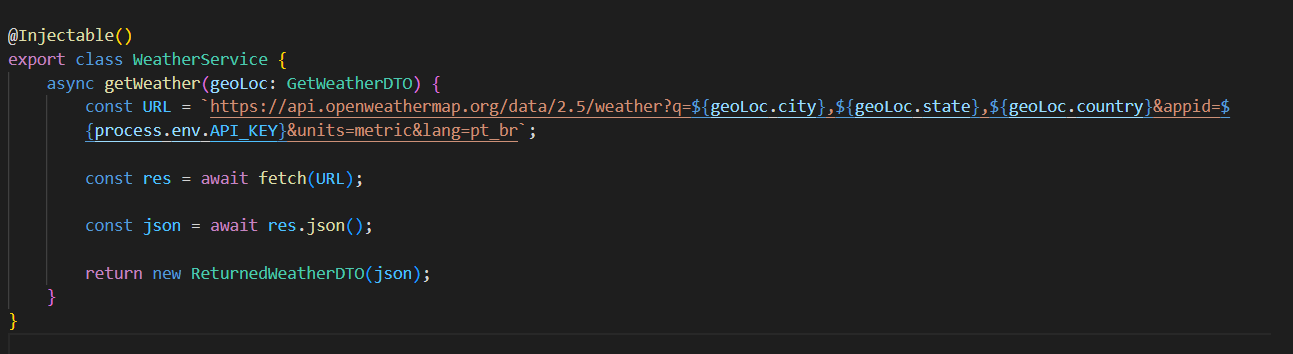 @Injectable()
export class WeatherService {
    async getWeather(geoLoc: GetWeatherDTO) {
        const URL = `https://api.openweathermap.org/data/2.5/weather?q=${geoLoc.city},${geoLoc.state},${geoLoc.country}&appid=$
        {process.env.API_KEY}&units=metric&lang=pt_br`;
        const res = await fetch(URL);
        const json = await res.json();
        return new ReturnedWeatherDTO(json);
    }
}